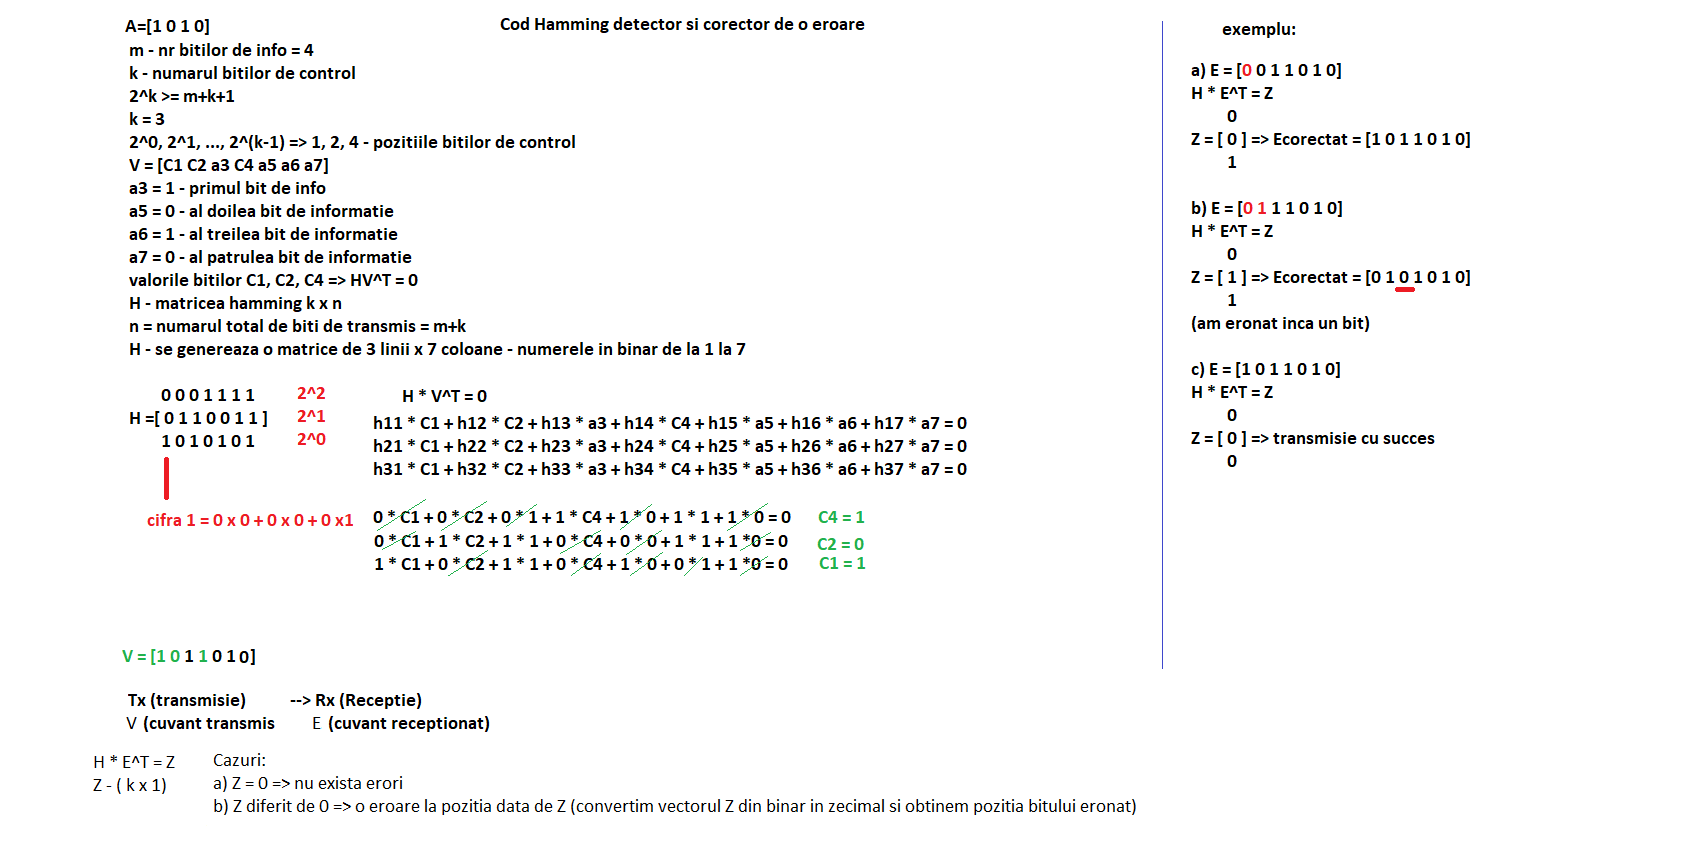 Cod Hamming detector si corector de o eroare
A=[1 0 1 0]
m - nr bitilor de info = 4
k - numarul bitilor de control
2^k >= m+k+1
k = 3
2^0, 2^1, ..., 2^(k-1) => 1, 2, 4 - pozitiile bitilor de control
V = [C1 C2 a3 C4 a5 a6 a7]
a3 = 1 - primul bit de info
a5 = 0 - al doilea bit de informatie
a6 = 1 - al treilea bit de informatie
a7 = 0 - al patrulea bit de informatie
valorile bitilor C1, C2, C4 => HV^T = 0
H - matricea hamming k x n
n = numarul total de biti de transmis = m+k
H - se genereaza o matrice de 3 linii x 7 coloane - numerele in binar de la 1 la 7
0 0 0 1 1 1 1 2^2
H =[ 0 1 1 0 0 1 1 ] 2^1
1 0 1 0 1 0 1 2^0
cifra 1 = 0 x 0 + 0 x 0 + 0 x1
H * V^T = 0
h11 * C1 + h12 * C2 + h13 * a3 + h14 * C4 + h15 * a5 + h16 * a6 + h17 * a7 = 0
h21 * C1 + h22 * C2 + h23 * a3 + h24 * C4 + h25 * a5 + h26 * a6 + h27 * a7 = 0
h31 * C1 + h32 * C2 + h33 * a3 + h34 * C4 + h35 * a5 + h36 * a6 + h37 * a7 = 0
0 * C1 + 0 * C2 + 0 * 1 + 1 * C4 + 1 * 0 + 1 * 1 + 1 * 0 = 0 C4 = 1
0 * C1 + 1 * C2 + 1 * 1 + 0 * C4 + 0 * 0 + 1 * 1 + 1 *0 = 0 C2 = 0
1 * C1 + 0 * C2 + 1 * 1 + 0 * C4 + 1 * 0 + 0 * 1 + 1 *0 = 0 C1 = 1
V = [1 0 1 1 0 1 0]
Tx (transmisie) --> Rx (Receptie)
V (cuvant transmis E (cuvant receptionat)
H * E^T = Z
Z - ( k x 1)
Cazuri:
a) Z = 0 => nu exista erori
b) Z diferit de 0 => o eroare la pozitia data de Z (convertim vectorul Z din binar in zecimal si obtinem pozitia bitului eronat)
exemplu:
a) E = [0 0 1 1 0 1 0]
H * E^T = Z
0
Z = [ 0 ] => Ecorectat = [1 0 1 1 0 1 0]
1
b) E = [0 1 1 1 0 1 0]
H * E^T = Z
0
Z = [ 1 ] => Ecorectat = [0 1 0 1 0 1 0]
1
(am eronat inca un bit)
c) E = [1 0 1 1 0 1 0]
H * E^T = Z
0
Z = [ 0 ] => transmisie cu succes
0